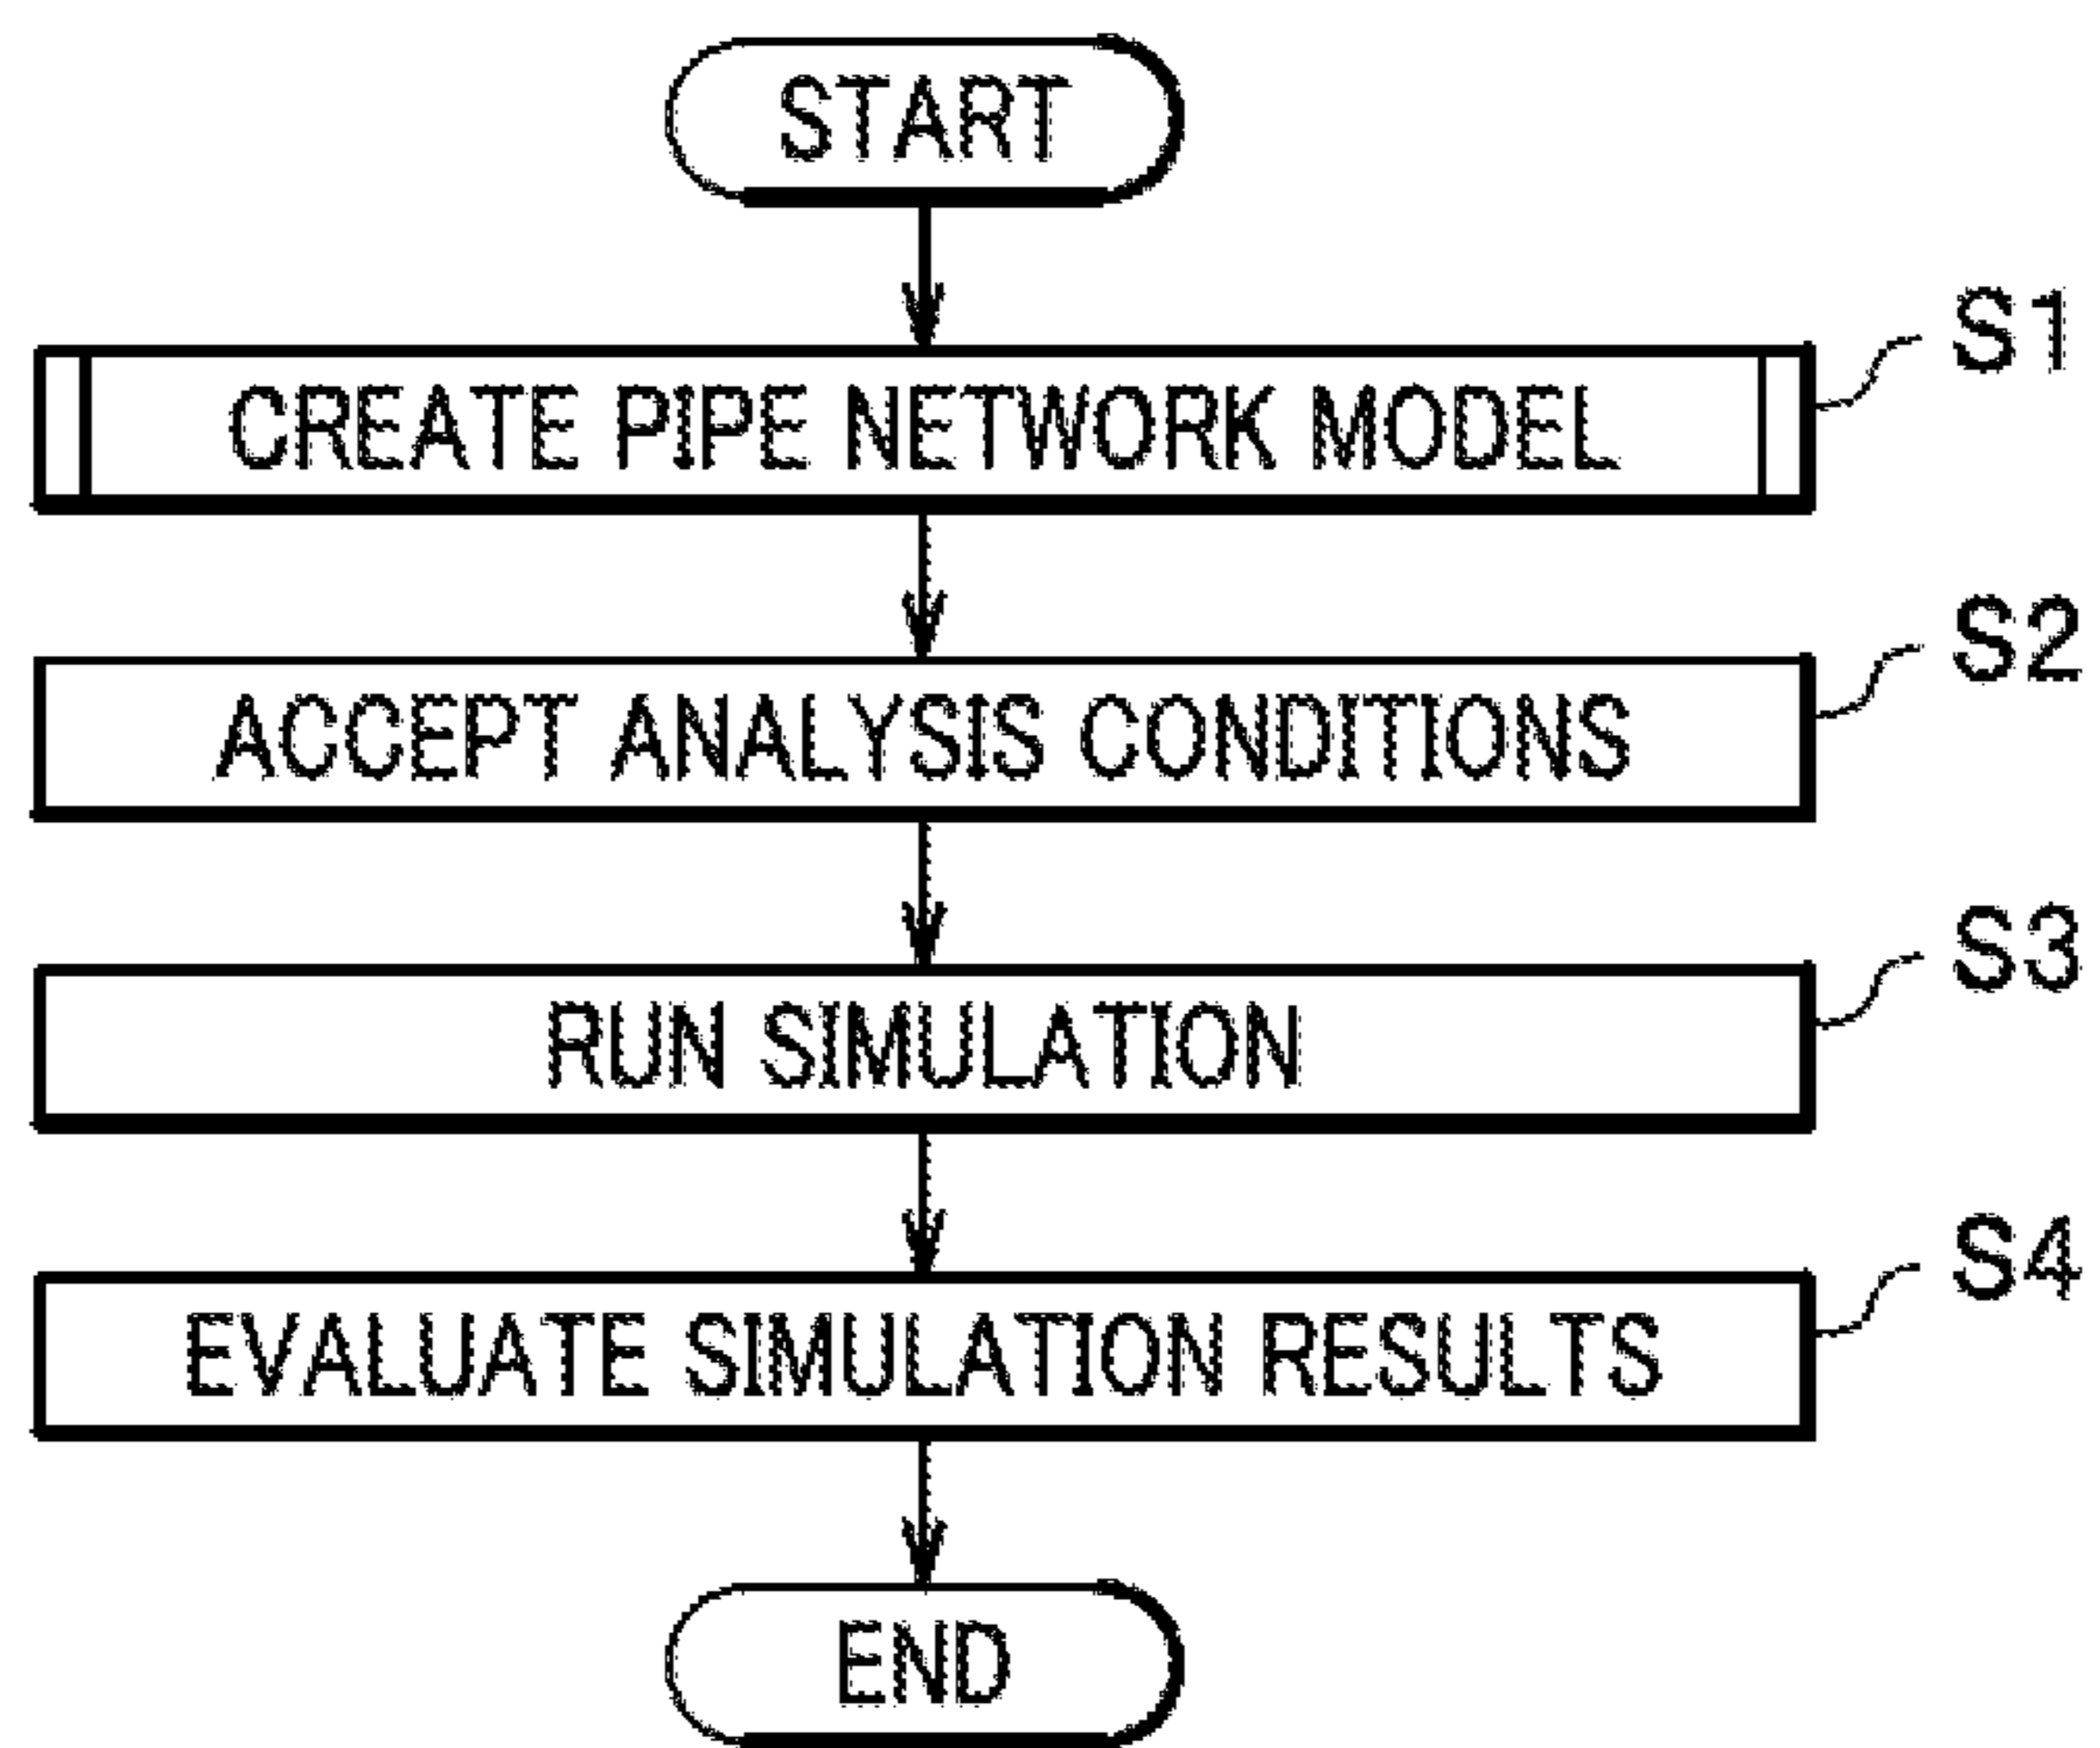 START
S1
CREATE PIPE NETWORK MODEL
S2
ACCEPT ANALYSIS CONDITIONS
S3
RUN SIMULATION
S4
EVALUATE SIMULATION RESULTS
END